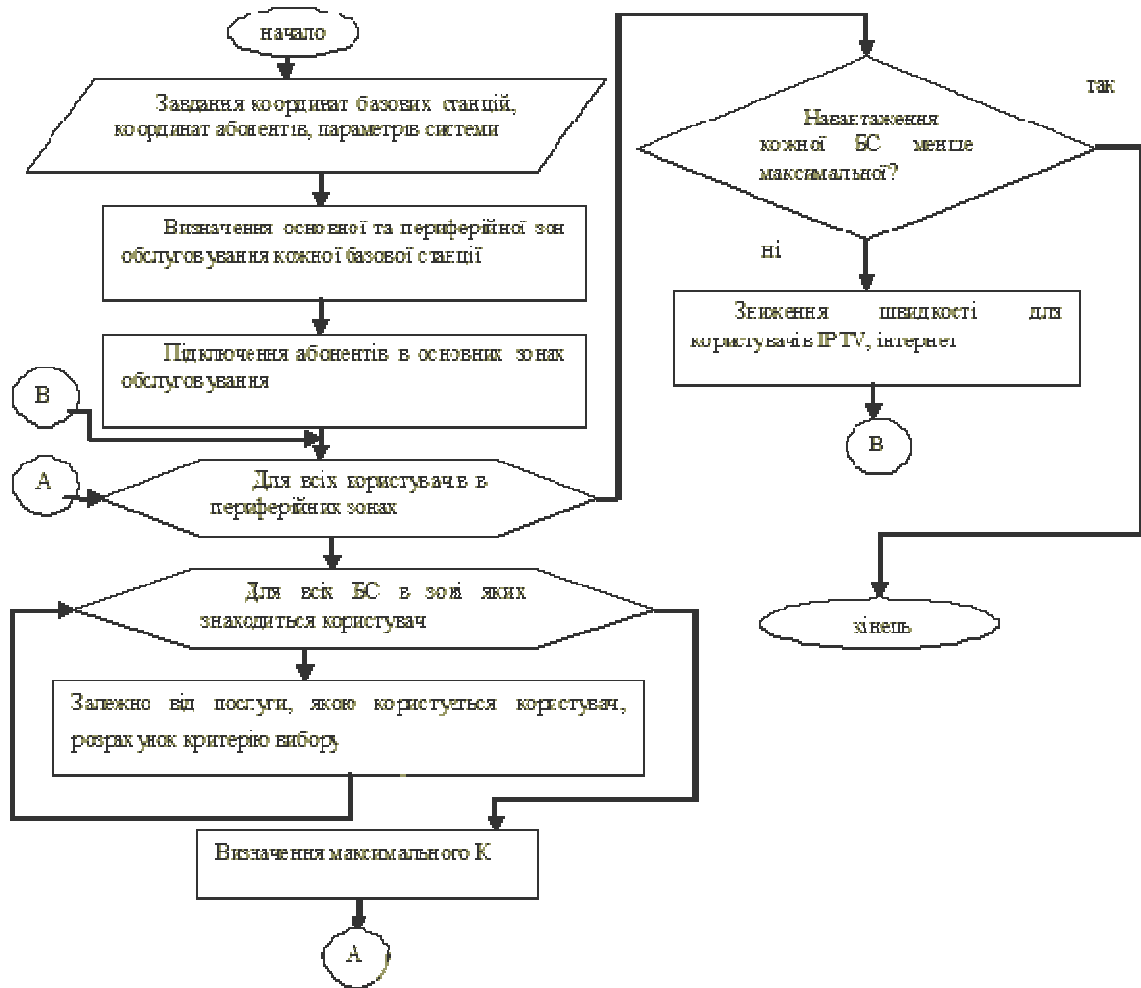 начало
Завдання координат базових станцій,
координат абонентів, параметрів системи
Визначення основної та периферійної зон
обслуговування кожної базової станції
Підключення абонентів в основних зонах
обслуговування
В
А
Для всіх користувачів в
периферійних зонах
Для всіх БС в зоні яких
знаходиться користувач
Залежно від послуги, якою користується користувач,
розрахунок критерію вибору
Визначення максимального К
А
Навантаження
кожної БС менше
максимальної?
так
ні
Зниження швидкості для
користувачів IPTV, інтернет
В
кінець